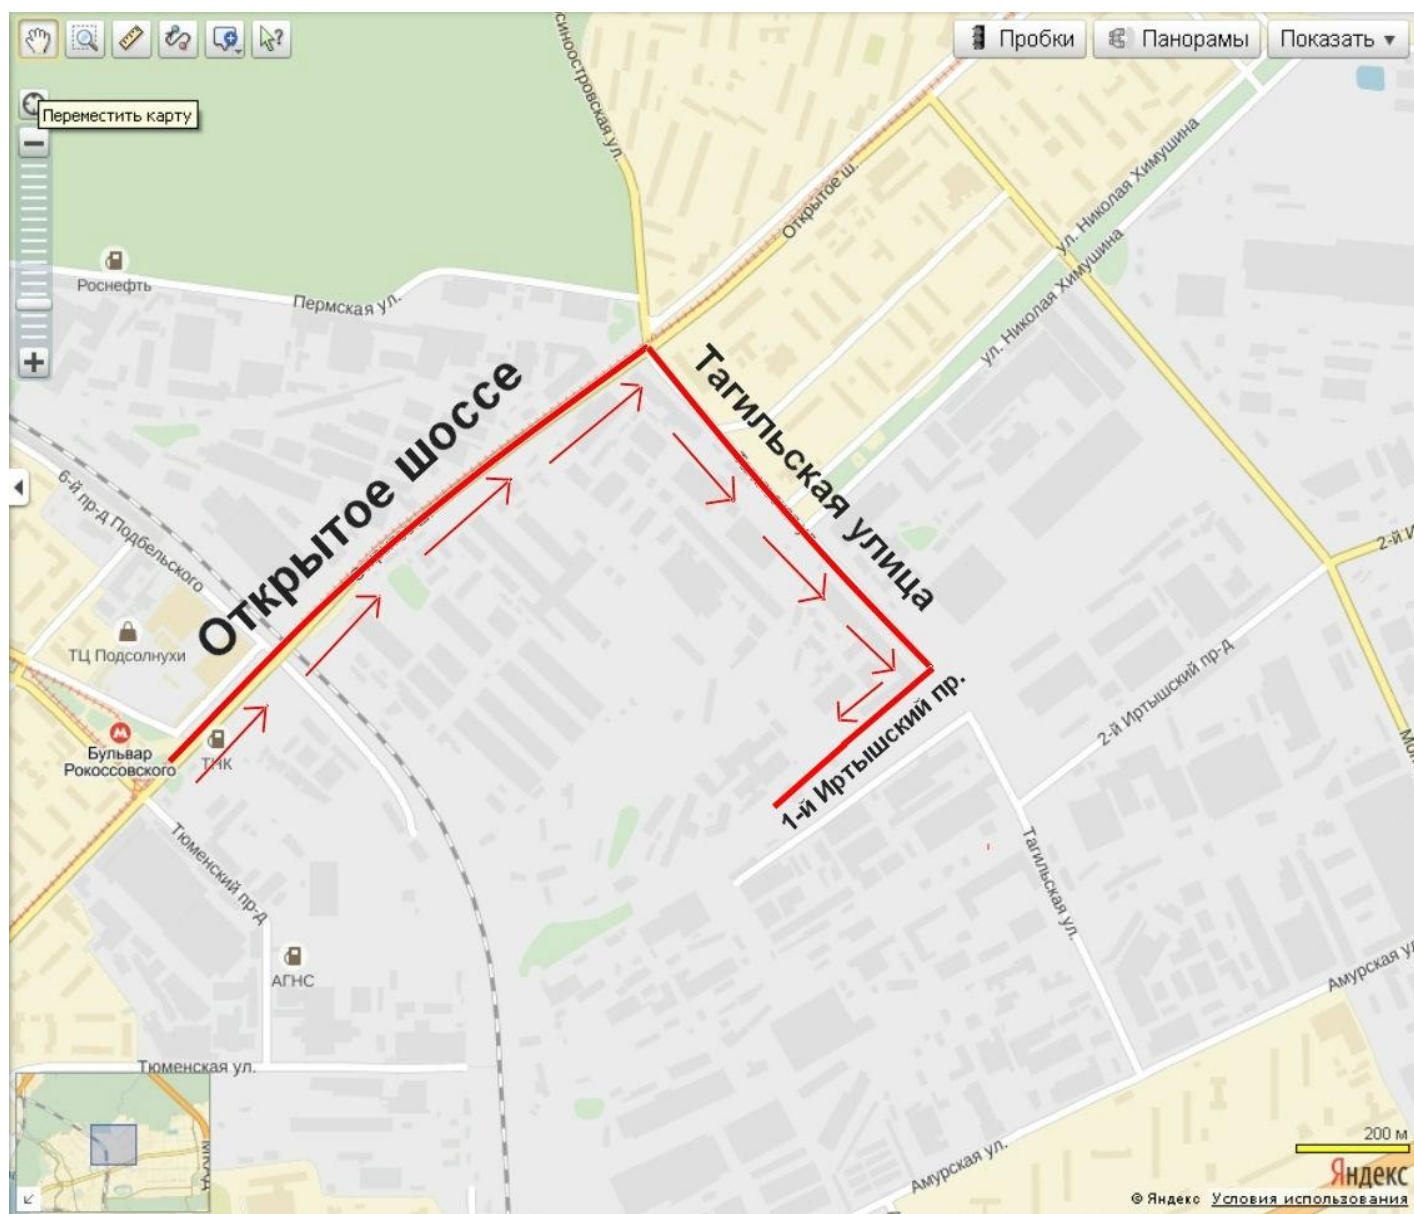 Пробки
Панорамы
Показать
Переместить карту
Открытое ш.
ул. Николая Химушина
ул. Николая Химушина
Роснефть
Пермская ул.
Открытое шоссе
Тагильская улица
6-й пр-д Подбельского
ТЦ Подсолнухи
2-й Иртышский пр-д
1-й Иртышский пр.
Бульвар
Рокоссовского
ТНК
Тюменский пр-д
Тагильская ул.
АГНС
Амурская ул.
Тюменская ул.
Амурская ул.
200 м
Яндекс
© Яндекс Условия использования